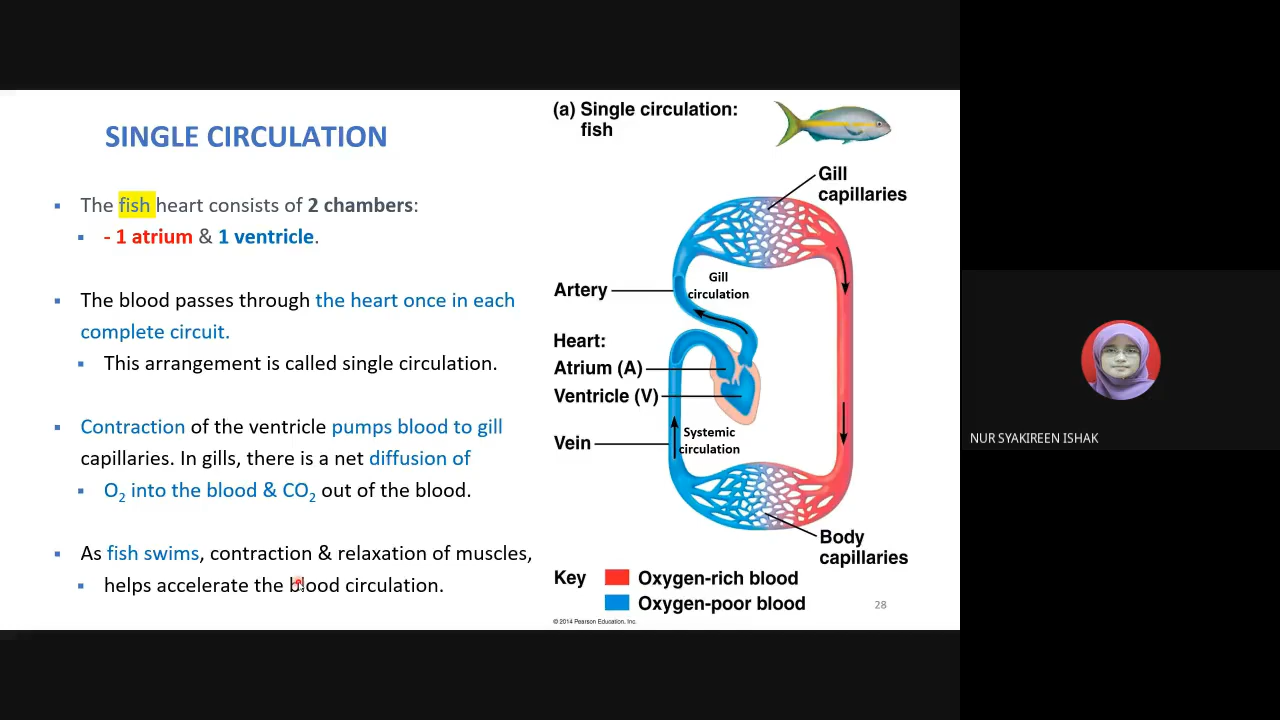 SINGLE CIRCULATION
▪ The fish heart consists of 2 chambers:
▪ - 1 atrium & 1 ventricle.
▪ The blood passes through the heart once in each
complete circuit.
▪ This arrangement is called single circulation.
▪ Contraction of the ventricle pumps blood to gill
capillaries. In gills, there is a net diffusion of
▪ O₂ into the blood & CO₂ out of the blood.
▪ As fish swims, contraction & relaxation of muscles,
▪ helps accelerate the blood circulation.
(a) Single circulation:
fish
Gill
capillaries
Gill
circulation
Artery
Heart:
Atrium (A)
Ventricle (V)
Systemic
circulation
Vein
Body
capillaries
Key
Oxygen-rich blood
Oxygen-poor blood
28
© 2014 Pearson Education, Inc.
NUR SYAKIREEN ISHAK